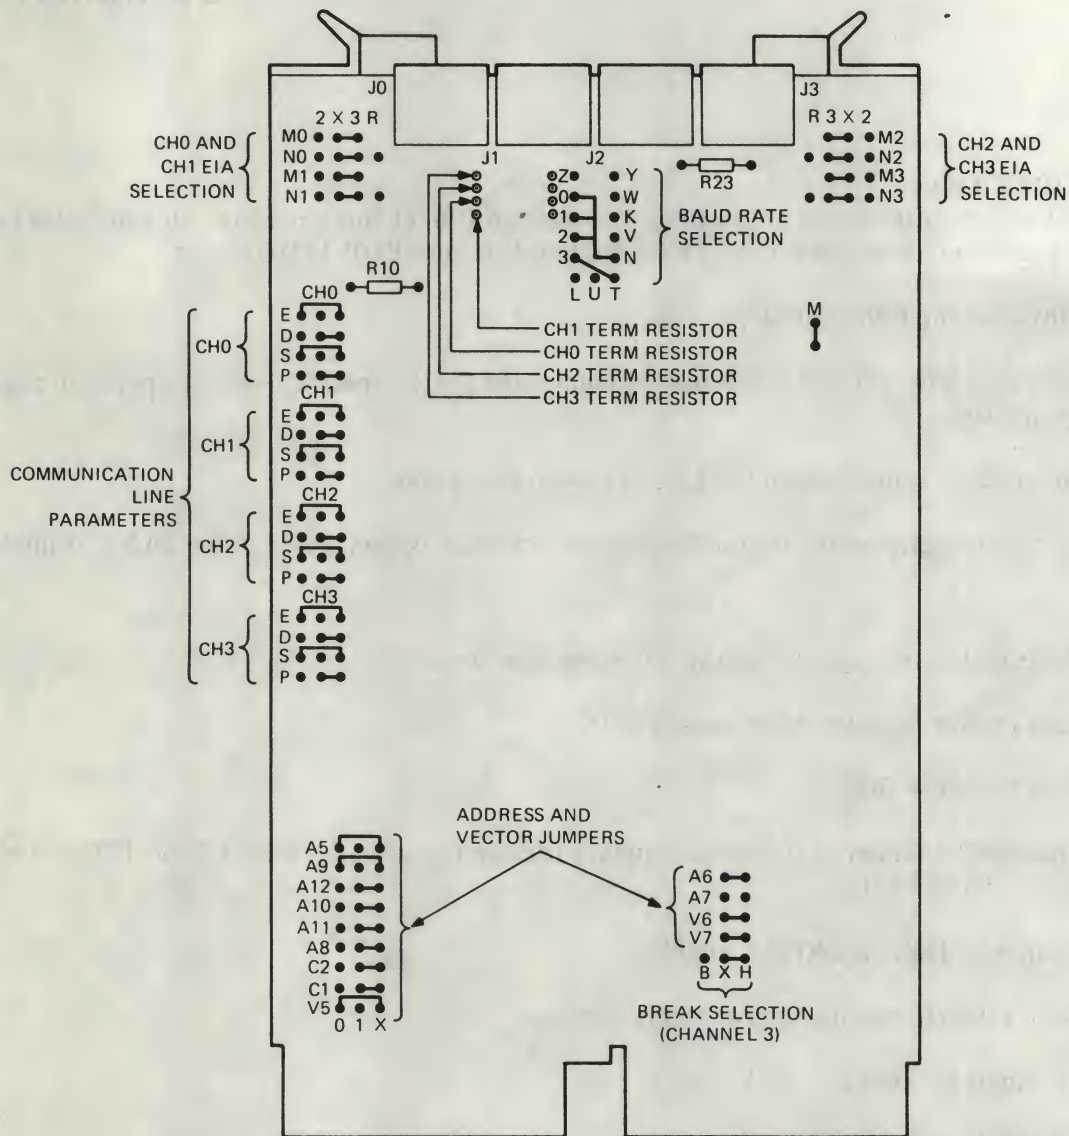 J0
J3
2 X 3 R
R 3 X 2
CH0 AND
CH1 EIA
SELECTION
M0
N0
M1
N1
J1
J2
M2
N2
M3
N3
CH2 AND
CH3 EIA
SELECTION
Z Y
0 W
1 K
2 V
3 N
L U T
BAUD RATE
SELECTION
R23
R10
M
CH1 TERM RESISTOR
CH0 TERM RESISTOR
CH2 TERM RESISTOR
CH3 TERM RESISTOR
COMMUNICATION
LINE
PARAMETERS
CH0
CH0
E
D
S
P
CH1
CH1
E
D
S
P
CH2
CH2
E
D
S
P
CH3
CH3
E
D
S
P
ADDRESS AND
VECTOR JUMPERS
A5
A9
A12
A10
A11
A8
C2
C1
V5
0 1 X
A6
A7
V6
V7
B X H
BREAK SELECTION
(CHANNEL 3)